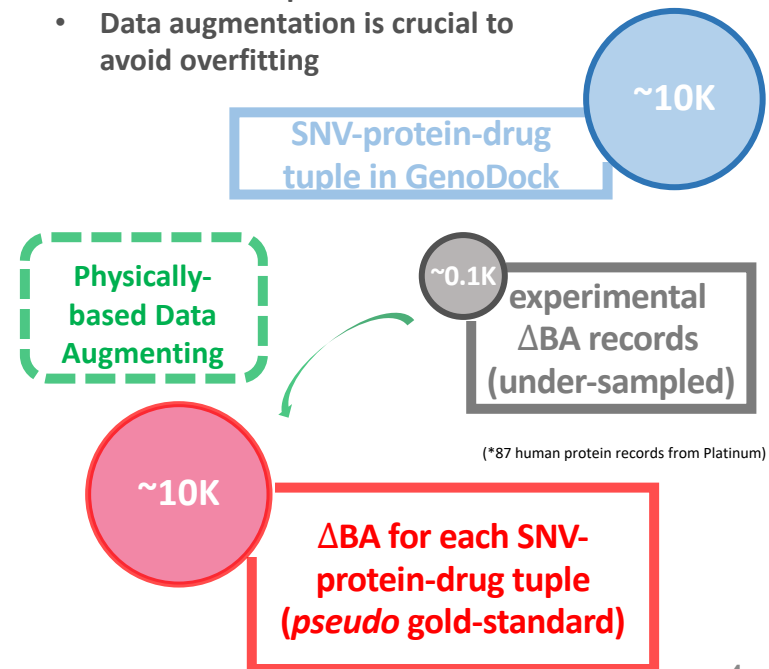 • Data augmentation is crucial to
avoid overfitting
~10K
SNV-protein-drug
tuple in GenoDock
Physically-
based Data
Augmenting
~0.1K
experimental
ΔBA records
(under-sampled)
(*87 human protein records from Platinum)
~10K
ΔBA for each SNV-
protein-drug tuple
(pseudo gold-standard)